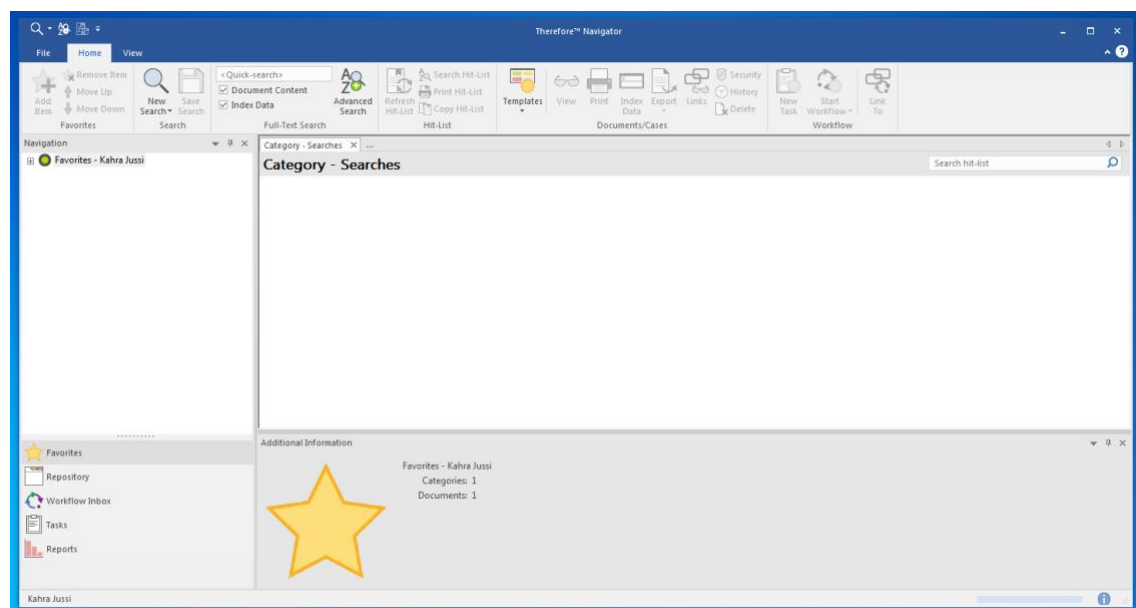 Therefore™ Navigator
File Home View
Add Item
Remove Item
Move Up
Move Down
Favorites
New Search
Save Search
Search
<Quick-search>
Document Content
Index Data
Advanced Search
Full-Text Search
Refresh Hit-List
Search Hit-List
Print Hit-List
Copy Hit-List
Hit-List
Templates
View
Print
Index Data
Export
Links
Security
History
Delete
Documents/Cases
New Task
Start Workflow
Link To
Workflow
Navigation
Favorites - Kahra Jussi
Category - Searches ...
Category - Searches
Search hit-list
Favorites
Repository
Workflow Inbox
Tasks
Reports
Additional Information
Favorites - Kahra Jussi
Categories: 1
Documents: 1
Kahra Jussi